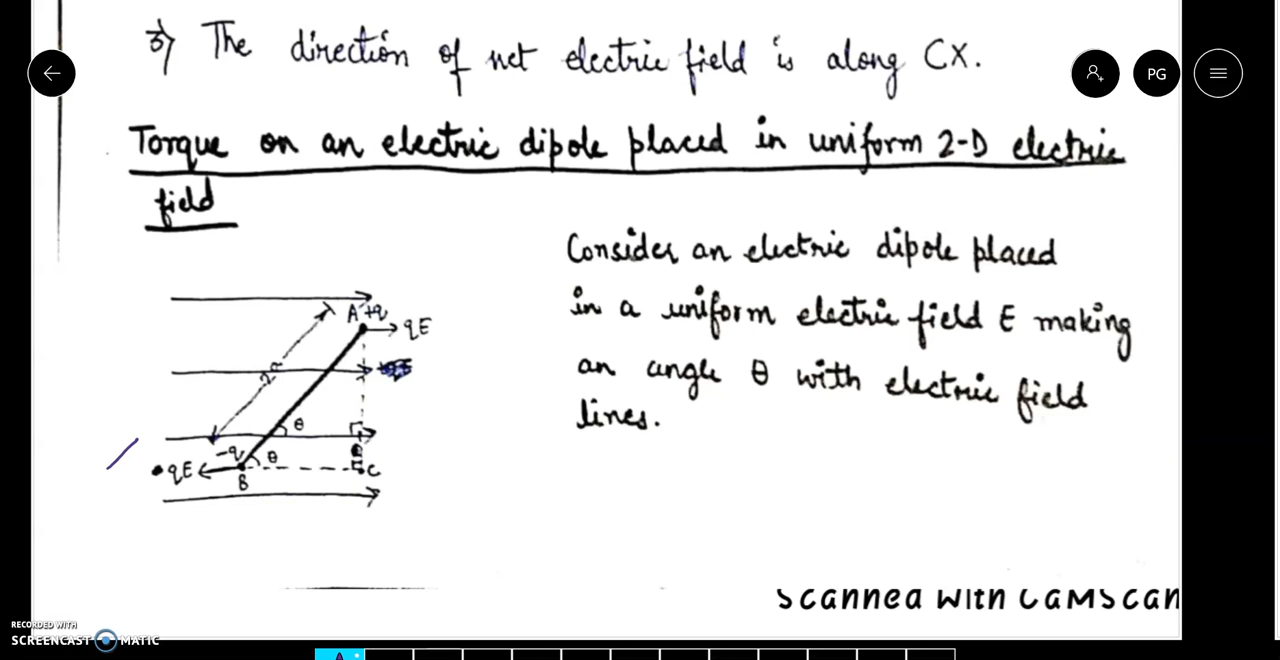 3) The direction of net electric field is along CX.
PG
Torque on an electric dipole placed in uniform 2-D electric
field
Consider an electric dipole placed
in a uniform electric field E making
an angle θ with electric field
lines.
A +q
qE
2a
θ
-q
θ
qE
B
C
Scanned with CamScan
RECORDED WITH
SCREENCAST MATIC